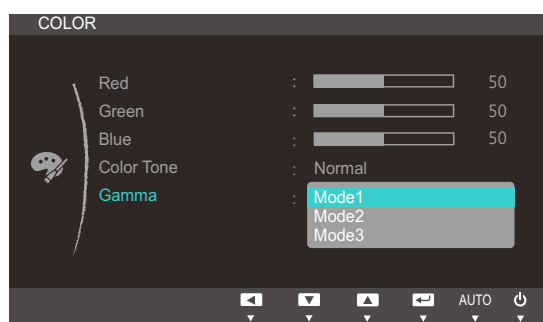 COLOR
Red : 50
Green : 50
Blue : 50
Color Tone : Normal
Gamma : Mode1
Mode2
Mode3
AUTO